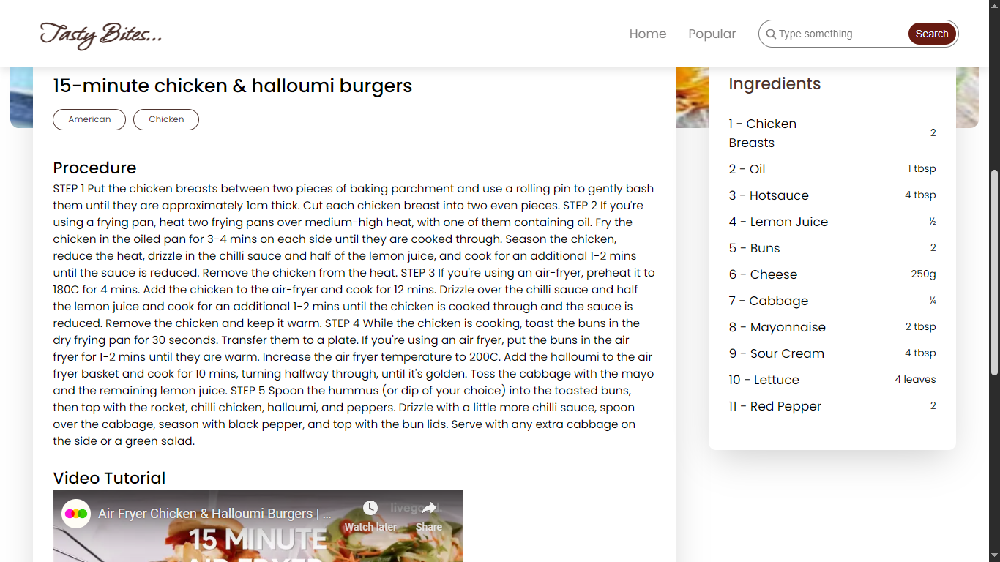 Tasty Bites...
Home
Popular
Type something..
Search
15-minute chicken & halloumi burgers
American
Chicken
Procedure
STEP 1 Put the chicken breasts between two pieces of baking parchment and use a rolling pin to gently bash
them until they are approximately 1cm thick. Cut each chicken breast into two even pieces. STEP 2 If you're
using a frying pan, heat two frying pans over medium-high heat, with one of them containing oil. Fry the
chicken in the oiled pan for 3-4 mins on each side until they are cooked through. Season the chicken,
reduce the heat, drizzle in the chilli sauce and half of the lemon juice, and cook for an additional 1-2 mins
until the sauce is reduced. Remove the chicken from the heat. STEP 3 If you're using an air-fryer, preheat it to
180C for 4 mins. Add the chicken to the air-fryer and cook for 12 mins. Drizzle over the chilli sauce and half
the lemon juice and cook for an additional 1-2 mins until the chicken is cooked through and the sauce is
reduced. Remove the chicken and keep it warm. STEP 4 While the chicken is cooking, toast the buns in the
dry frying pan for 30 seconds. Transfer them to a plate. If you're using an air fryer, put the buns in the air
fryer for 1-2 mins until they are warm. Increase the air fryer temperature to 200C. Add the halloumi to the air
fryer basket and cook for 10 mins, turning halfway through, until it's golden. Toss the cabbage with the mayo
and the remaining lemon juice. STEP 5 Spoon the hummus (or dip of your choice) into the toasted buns,
then top with the rocket, chilli chicken, halloumi, and peppers. Drizzle with a little more chilli sauce, spoon
over the cabbage, season with black pepper, and top with the bun lids. Serve with any extra cabbage on
the side or a green salad.
Video Tutorial
Air Fryer Chicken & Halloumi Burgers | ...
Watch later
Share
15 MINUTE
AIR FRYER
Ingredients
1 - Chicken
Breasts
2
2 - Oil
1 tbsp
3 - Hotsauce
4 tbsp
4 - Lemon Juice
½
5 - Buns
2
6 - Cheese
250g
7 - Cabbage
¼
8 - Mayonnaise
2 tbsp
9 - Sour Cream
4 tbsp
10 - Lettuce
4 leaves
11 - Red Pepper
2